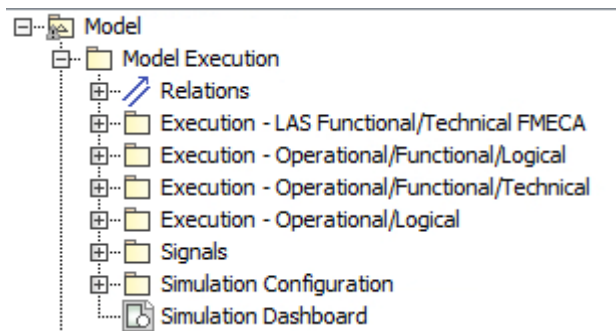 Model
Model Execution
Relations
Execution - LAS Functional/Technical FMECA
Execution - Operational/Functional/Logical
Execution - Operational/Functional/Technical
Execution - Operational/Logical
Signals
Simulation Configuration
Simulation Dashboard